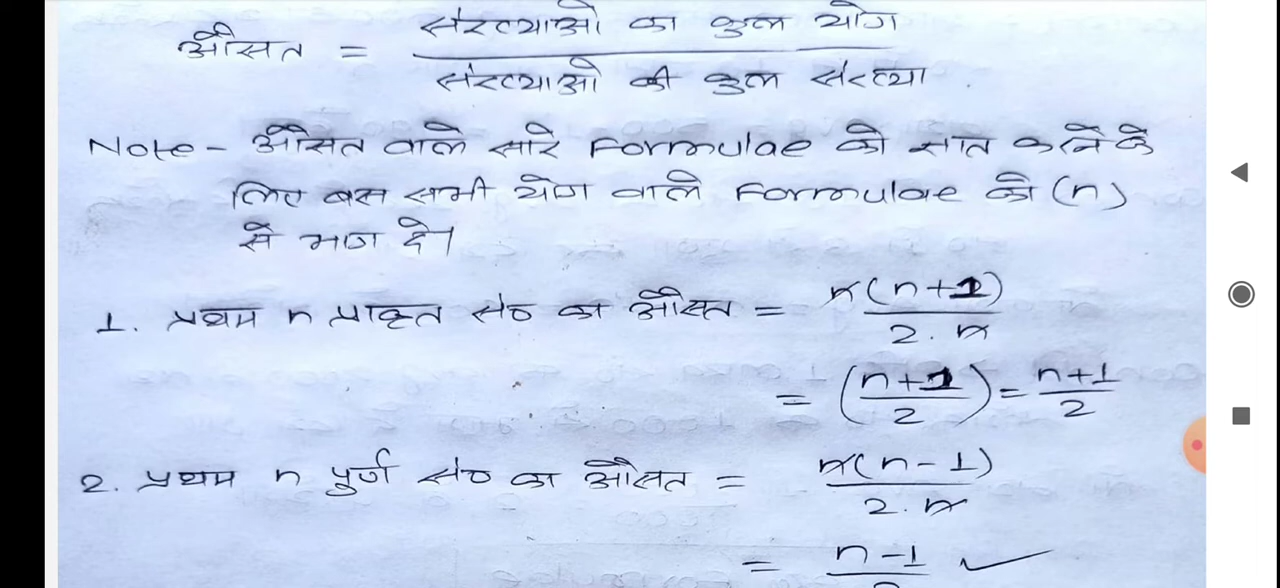 औसत = संख्याओं का कुल योग / संख्याओं की कुल संख्या
Note - औसत वाले सारे Formulae को ज्ञात करने के
लिए बस सभी योग वाले Formulae को (n)
से भाग दे।
1. प्रथम n प्राकृत सं० का औसत = n(n+1) / 2.n
= (n+1 / 2) = n+1 / 2
2. प्रथम n पुर्ण सं० का औसत = n(n-1) / 2.n
= n-1 ✓